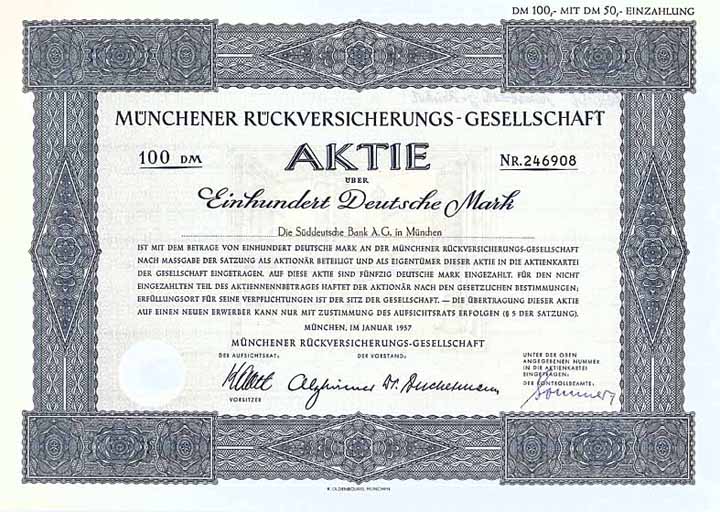 DM 100,- MIT DM 50,- EINZAHLUNG
MÜNCHENER RÜCKVERSICHERUNGS-GESELLSCHAFT
100 DM
AKTIE
NR. 246908
ÜBER
Einhundert Deutsche Mark
Die Süddeutsche Bank A.G. in München
IST MIT DEM BETRAGE VON EINHUNDERT DEUTSCHE MARK AN DER MÜNCHENER RÜCKVERSICHERUNGS-GESELLSCHAFT
NACH MASSGABE DER SATZUNG ALS AKTIONÄR BETEILIGT UND ALS EIGENTÜMER DIESER AKTIE IN DIE AKTIENKARTEI
DER GESELLSCHAFT EINGETRAGEN. AUF DIESE AKTIE SIND FÜNFZIG DEUTSCHE MARK EINGEZAHLT. FÜR DEN NICHT
EINGEZAHLTEN TEIL DES AKTIENNENNBETRAGES HAFTET DER AKTIONÄR NACH DEN GESETZLICHEN BESTIMMUNGEN;
ERFÜLLUNGSORT FÜR SEINE VERPFLICHTUNGEN IST DER SITZ DER GESELLSCHAFT. — DIE ÜBERTRAGUNG DIESER AKTIE
AUF EINEN NEUEN ERWERBER KANN NUR MIT ZUSTIMMUNG DES AUFSICHTSRATS ERFOLGEN (§ 5 DER SATZUNG).
MÜNCHEN, IM JANUAR 1957
MÜNCHENER RÜCKVERSICHERUNGS-GESELLSCHAFT
DER AUFSICHTSRAT:
DER VORSTAND:
VORSITZER
Alzheimer
UNTER DER OBEN
ANGEGEBENEN NUMMER
IN DIE AKTIENKARTEI
EINGETRAGEN:
DER KONTROLLBEAMTE:
R. OLDENBOURG, MÜNCHEN